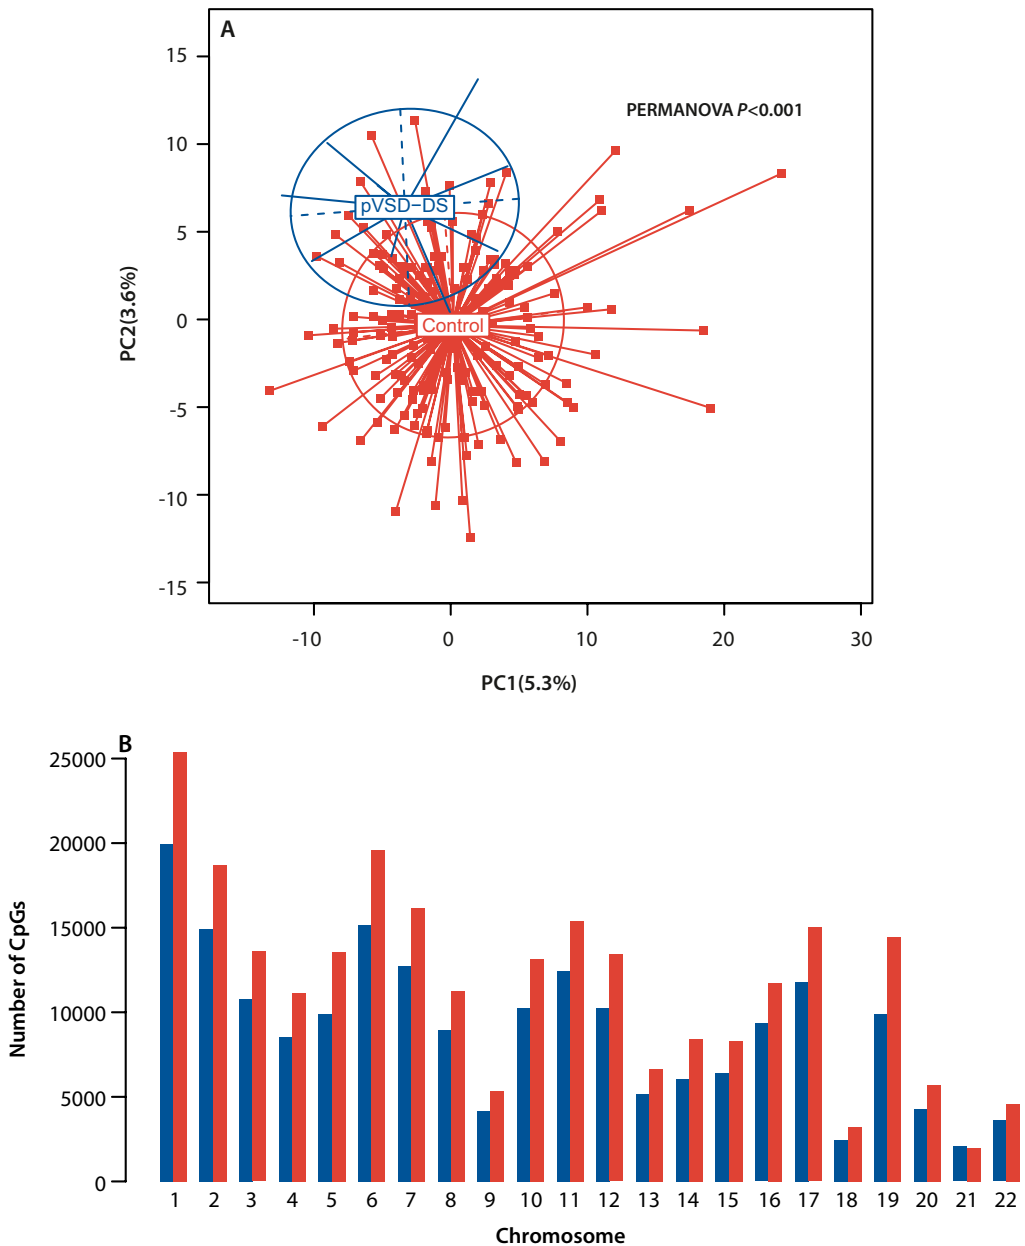 A
PERMANOVA P<0.001
15
10
5
0
-5
-10
-15
PC2(3.6%)
pVSD-DS
Control
-10 0 10 20 30
PC1(5.3%)
B
25000
20000
15000
10000
5000
0
Number of CpGs
1 2 3 4 5 6 7 8 9 10 11 12 13 14 15 16 17 18 19 20 21 22
Chromosome